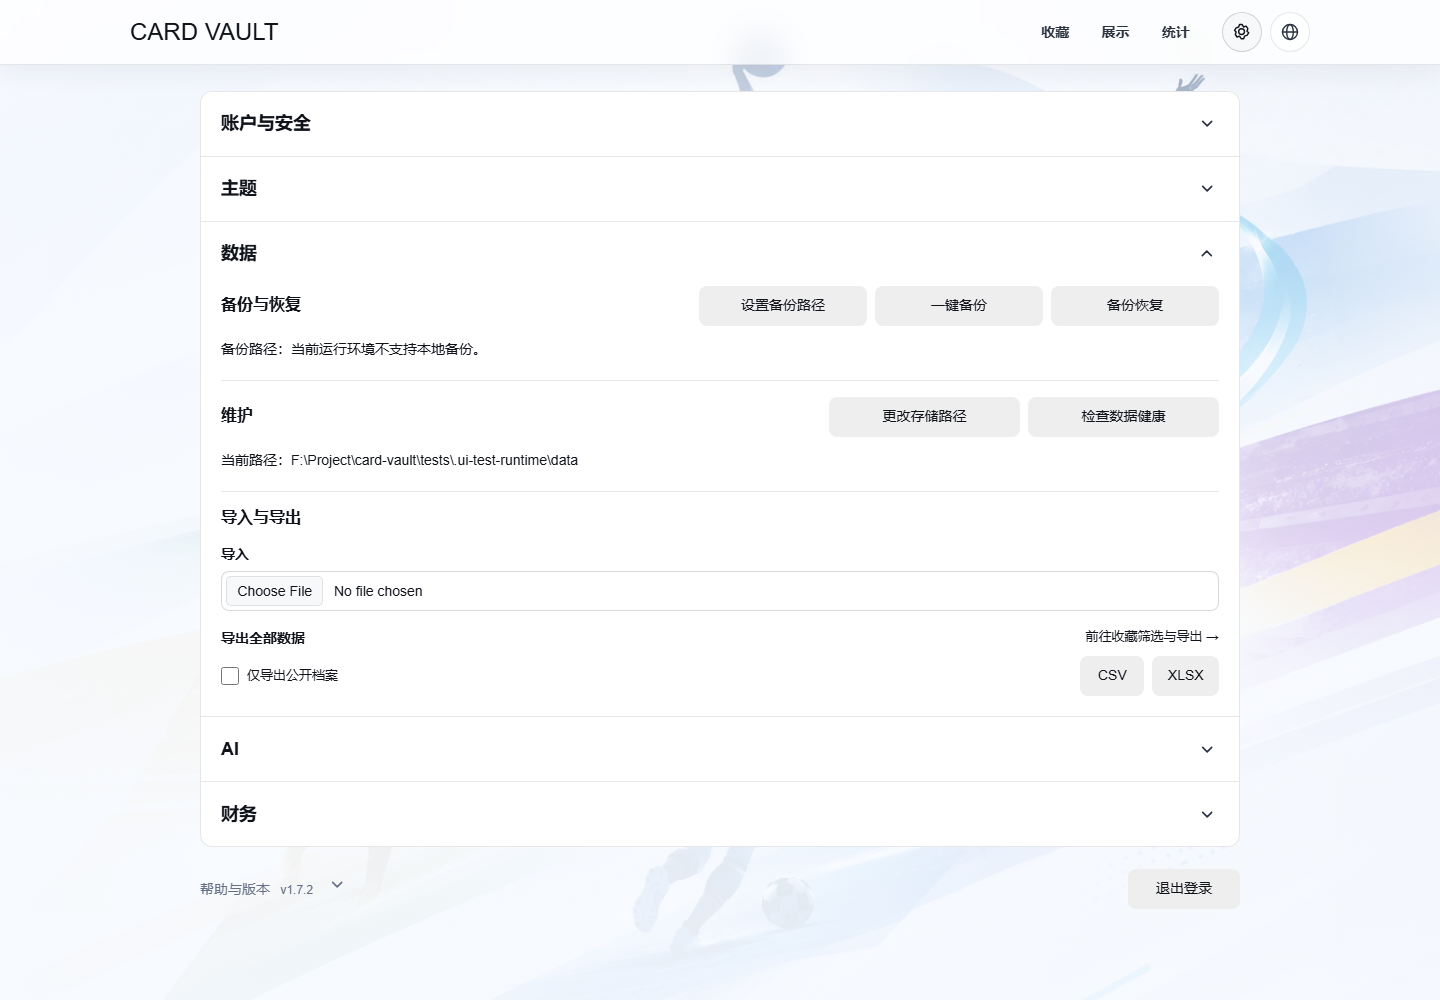 CARD VAULT
收藏 展示 统计
账户与安全
主题
数据
备份与恢复 设置备份路径 一键备份 备份恢复
备份路径：当前运行环境不支持本地备份。
维护 更改存储路径 检查数据健康
当前路径：F:\Project\card-vault\tests\.ui-test-runtime\data
导入与导出
导入
Choose File No file chosen
导出全部数据 前往收藏筛选与导出 →
仅导出公开档案 CSV XLSX
AI
财务
帮助与版本 v1.7.2 退出登录